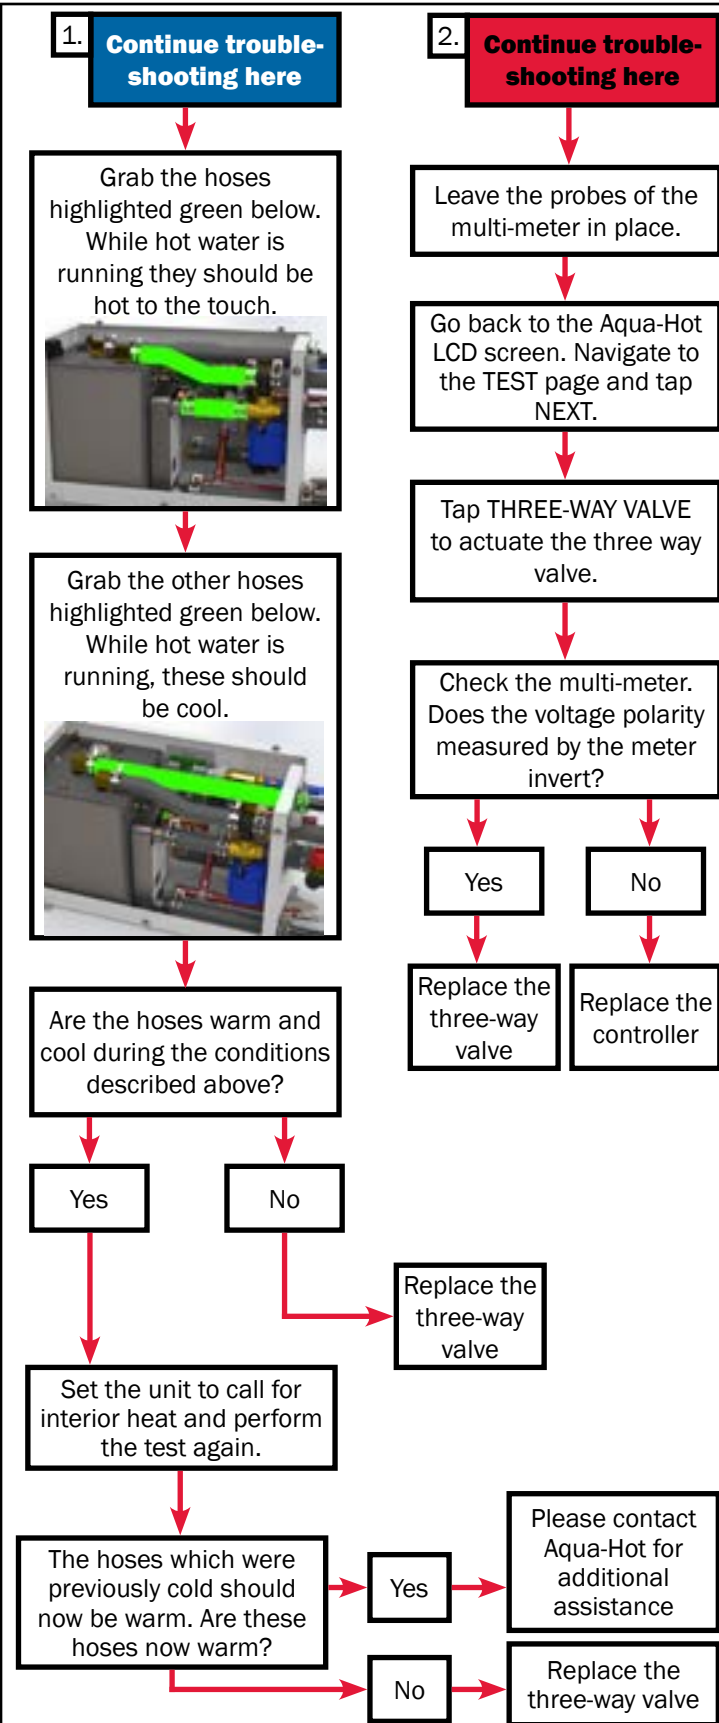 1.
Continue trouble-
shooting here
Grab the hoses
highlighted green below.
While hot water is
running they should be
hot to the touch.
Grab the other hoses
highlighted green below.
While hot water is
running, these should
be cool.
Are the hoses warm and
cool during the conditions
described above?
Yes
No
Replace the
three-way
valve
Set the unit to call for
interior heat and perform
the test again.
The hoses which were
previously cold should
now be warm. Are these
hoses now warm?
Yes
Please contact
Aqua-Hot for
additional
assistance
No
Replace the
three-way valve
2.
Continue trouble-
shooting here
Leave the probes of the
multi-meter in place.
Go back to the Aqua-Hot
LCD screen. Navigate to
the TEST page and tap
NEXT.
Tap THREE-WAY VALVE
to actuate the three way
valve.
Check the multi-meter.
Does the voltage polarity
measured by the meter
invert?
Yes
No
Replace the
three-way
valve
Replace the
controller